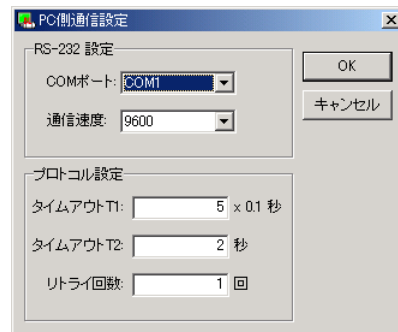 PC側通信設定
RS-232 設定
COMポート: COM1
通信速度: 9600
OK
キャンセル
プロトコル設定
タイムアウトT1: 5 x 0.1 秒
タイムアウトT2: 2 秒
リトライ回数: 1 回